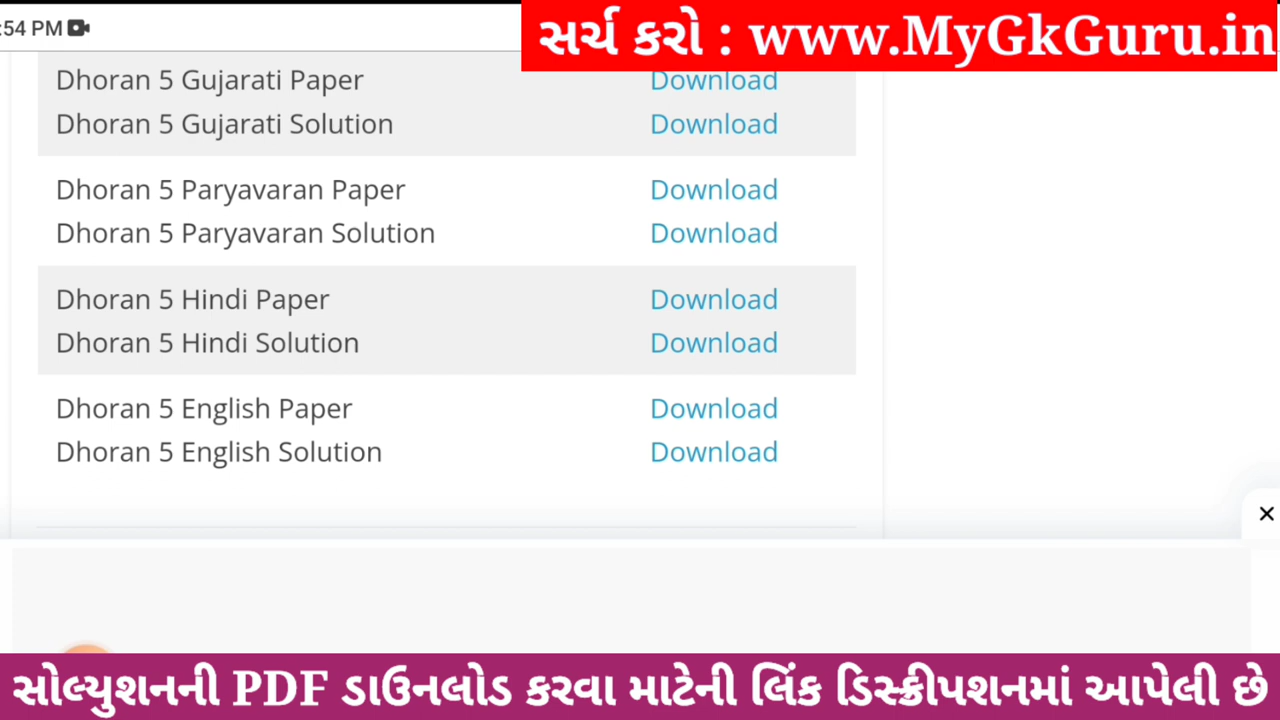 :54 PM
સર્ચ કરો : www.MyGkGuru.in
Dhoran 5 Gujarati Paper Download
Dhoran 5 Gujarati Solution Download
Dhoran 5 Paryavaran Paper Download
Dhoran 5 Paryavaran Solution Download
Dhoran 5 Hindi Paper Download
Dhoran 5 Hindi Solution Download
Dhoran 5 English Paper Download
Dhoran 5 English Solution Download
સોલ્યુશનની PDF ડાઉનલોડ કરવા માટેની લિંક ડિસ્ક્રીપશનમાં આપેલી છે